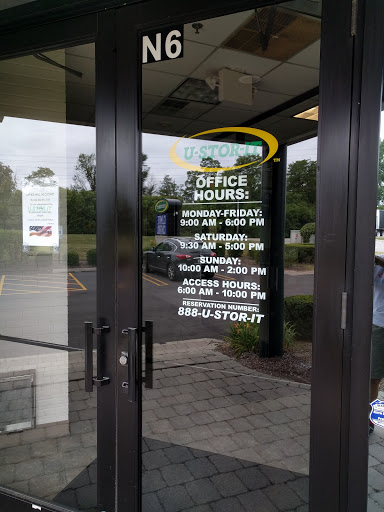 N6
U-STOR-IT
OFFICE
HOURS:
MONDAY-FRIDAY:
9:00 AM - 6:00 PM
SATURDAY:
9:30 AM - 5:00 PM
SUNDAY:
10:00 AM - 2:00 PM
ACCESS HOURS:
6:00 AM - 10:00 PM
RESERVATION NUMBER:
888-U-STOR-IT